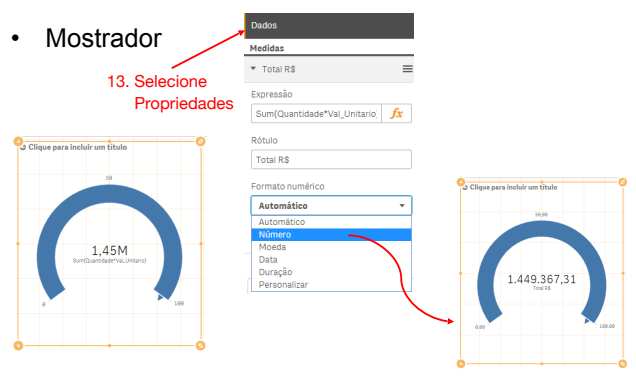 • Mostrador
13. Selecione
Propriedades
Dados
Medidas
Total R$
Expressão
Sum(Quantidade*Val_Unitario) fx
Rótulo
Total R$
Formato numérico
Automático
Automático
Número
Moeda
Data
Duração
Personalizar
Clique para incluir um título
50
1,45M
Sum(Quantidade*Val_Unitario)
0
100
Clique para incluir um título
50,00
1.449.367,31
Total R$
0,00
100,00